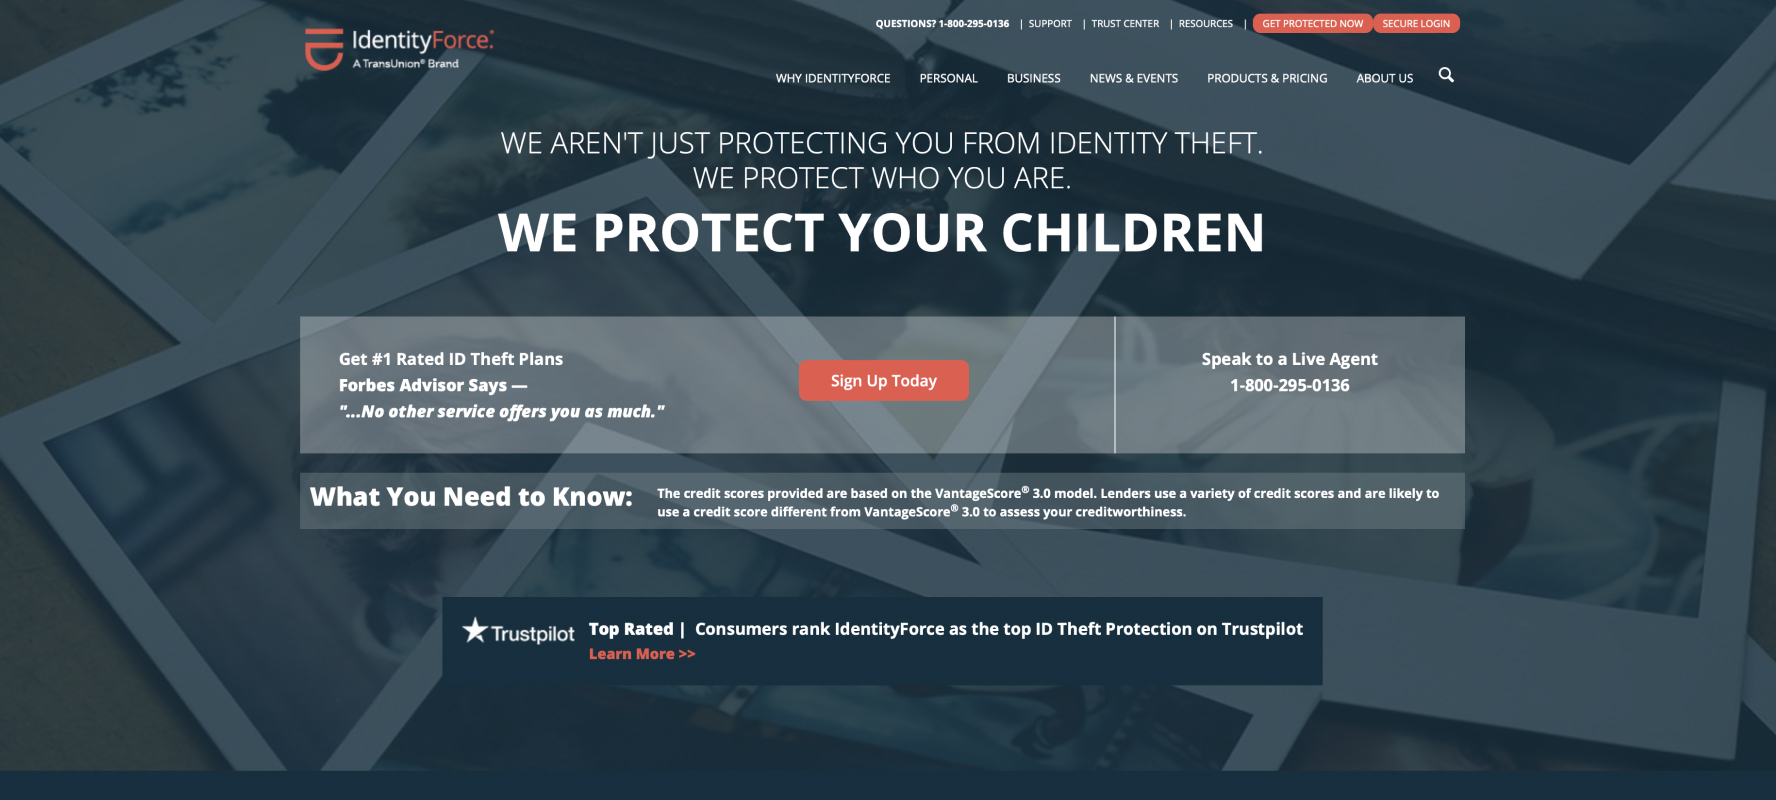 QUESTIONS? 1-800-295-0136 | SUPPORT | TRUST CENTER | RESOURCES | GET PROTECTED NOW SECURE LOGIN
IdentityForce®
A TransUnion® Brand
WHY IDENTITYFORCE PERSONAL BUSINESS NEWS & EVENTS PRODUCTS & PRICING ABOUT US
WE AREN'T JUST PROTECTING YOU FROM IDENTITY THEFT.
WE PROTECT WHO YOU ARE.
WE PROTECT YOUR CHILDREN
Get #1 Rated ID Theft Plans
Forbes Advisor Says —
"...No other service offers you as much."
Sign Up Today
Speak to a Live Agent
1-800-295-0136
What You Need to Know:
The credit scores provided are based on the VantageScore® 3.0 model. Lenders use a variety of credit scores and are likely to
use a credit score different from VantageScore® 3.0 to assess your creditworthiness.
Trustpilot
Top Rated | Consumers rank IdentityForce as the top ID Theft Protection on Trustpilot
Learn More >>